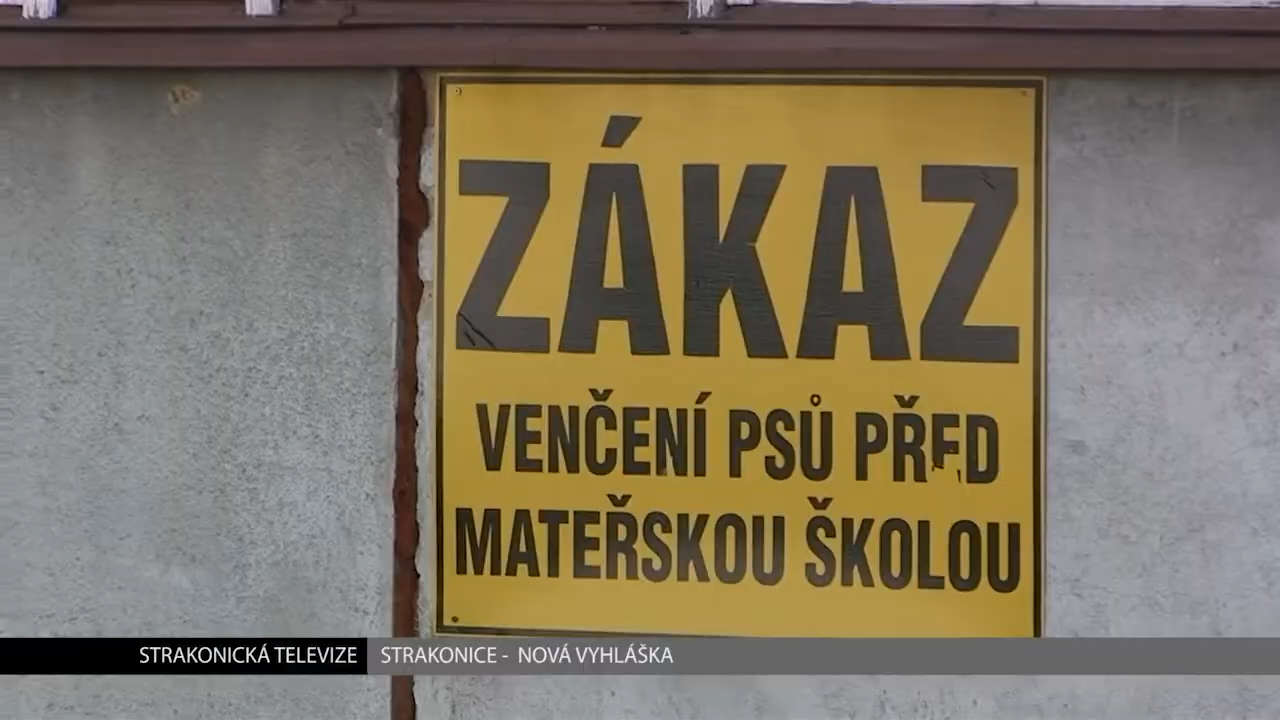 ZÁKAZ
VENČENÍ PSŮ PŘED
MATEŘSKOU ŠKOLOU
STRAKONICKÁ TELEVIZE
STRAKONICE - NOVÁ VYHLÁŠKA